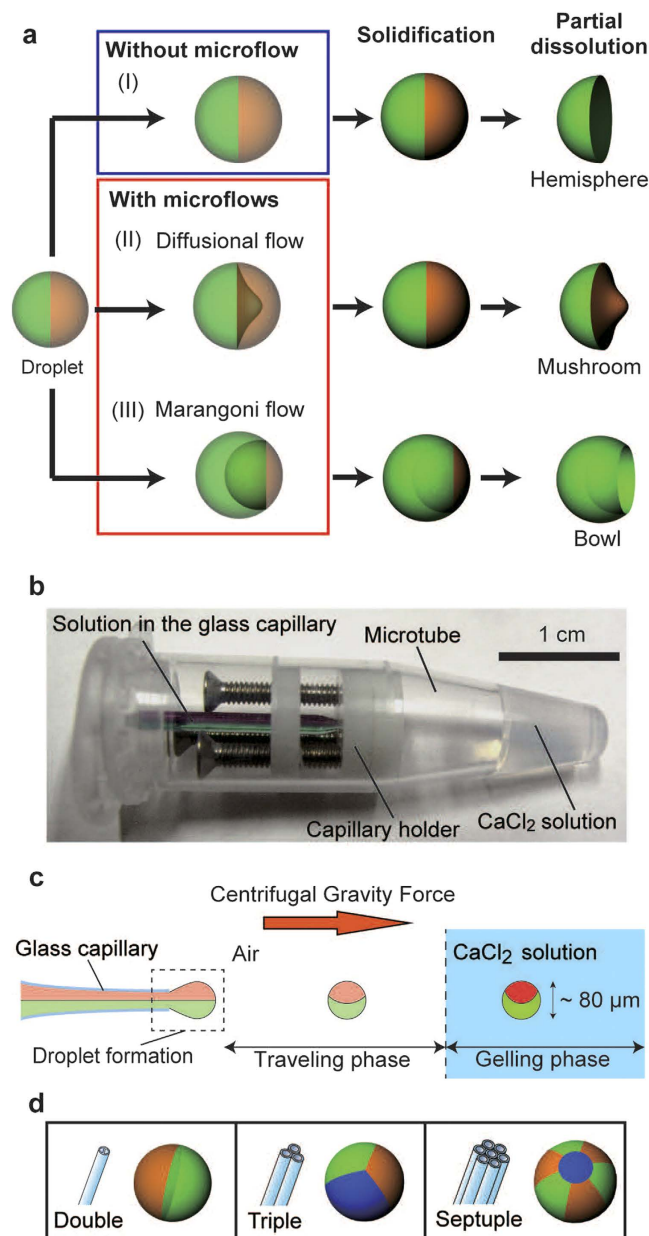 a
Without microflow
Solidification
Partial
dissolution
(I)
Hemisphere
With microflows
(II) Diffusional flow
Droplet
Mushroom
(III) Marangoni flow
Bowl
b
Solution in the glass capillary
Microtube
1 cm
Capillary holder
CaCl₂ solution
c
Centrifugal Gravity Force
Glass capillary
Air
CaCl₂ solution
~ 80 µm
Droplet formation
Traveling phase
Gelling phase
d
Double
Triple
Septuple